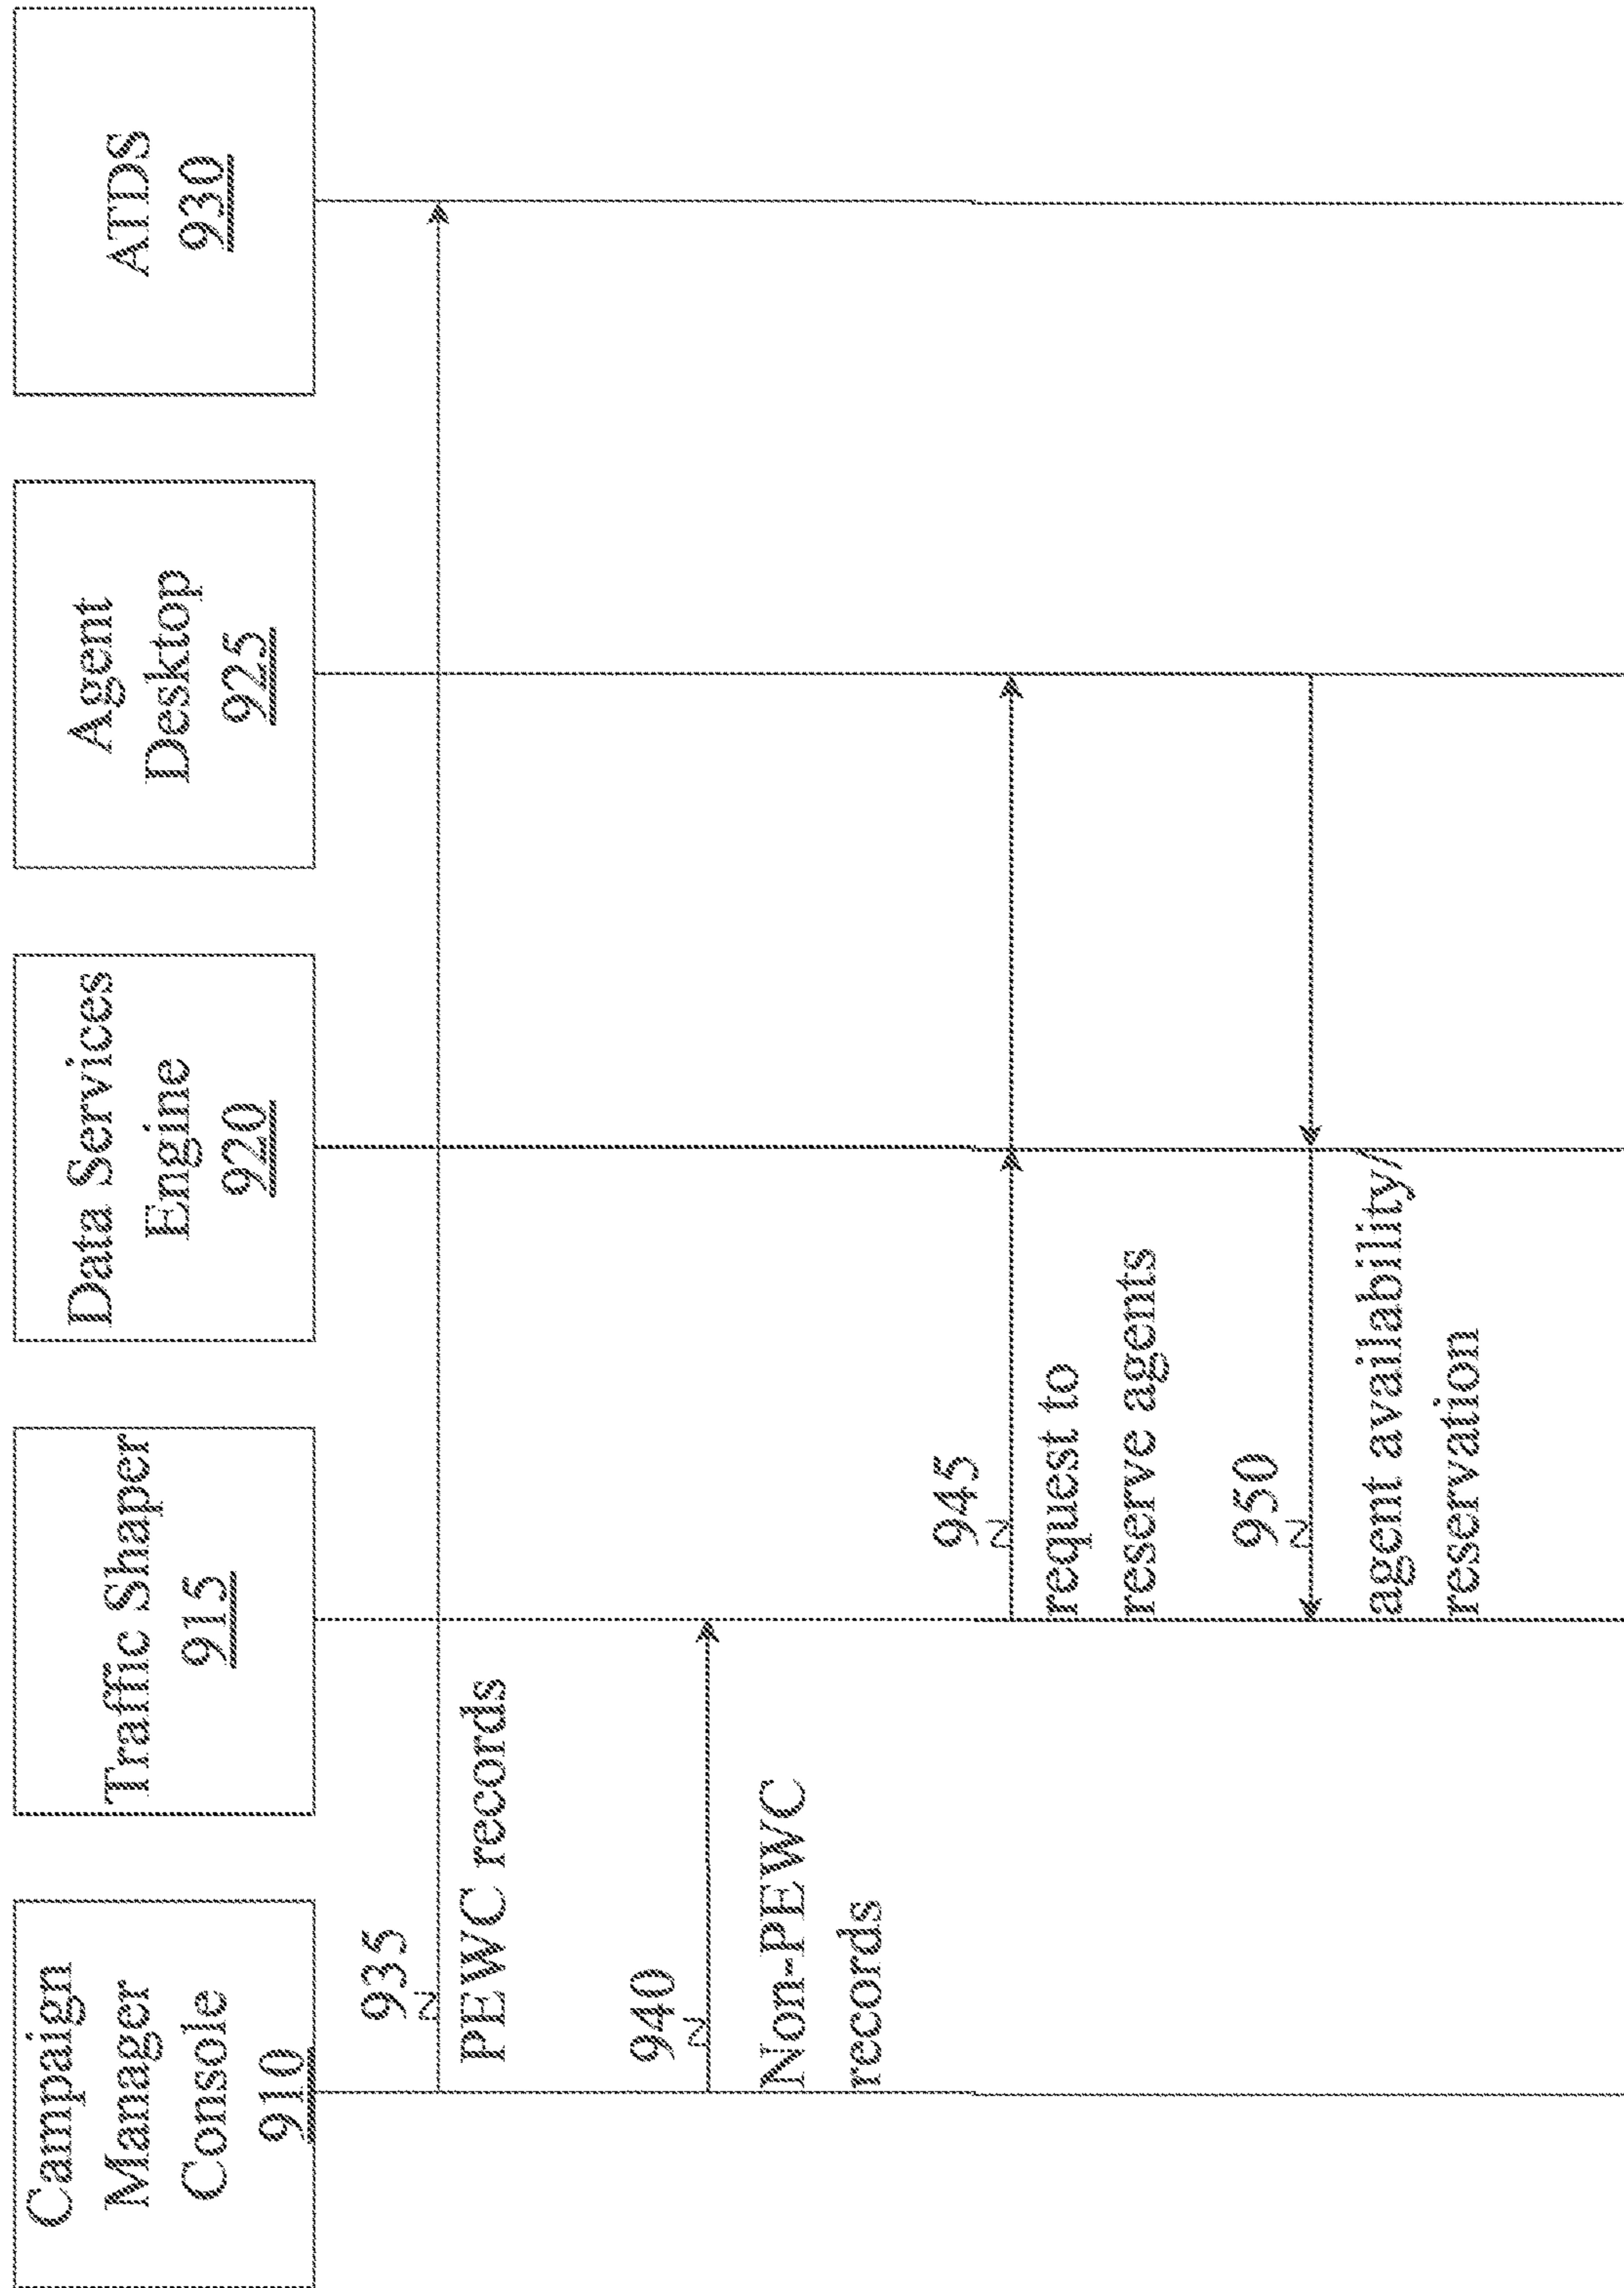 Campaign
Manager
Console
910
Traffic Shaper
915
Data Services
Engine
920
Agent
Desktop
925
ATDS
930
935
PEWC records
940
Non-PEWC
records
945
request to
reserve agents
950
agent availability/
reservation